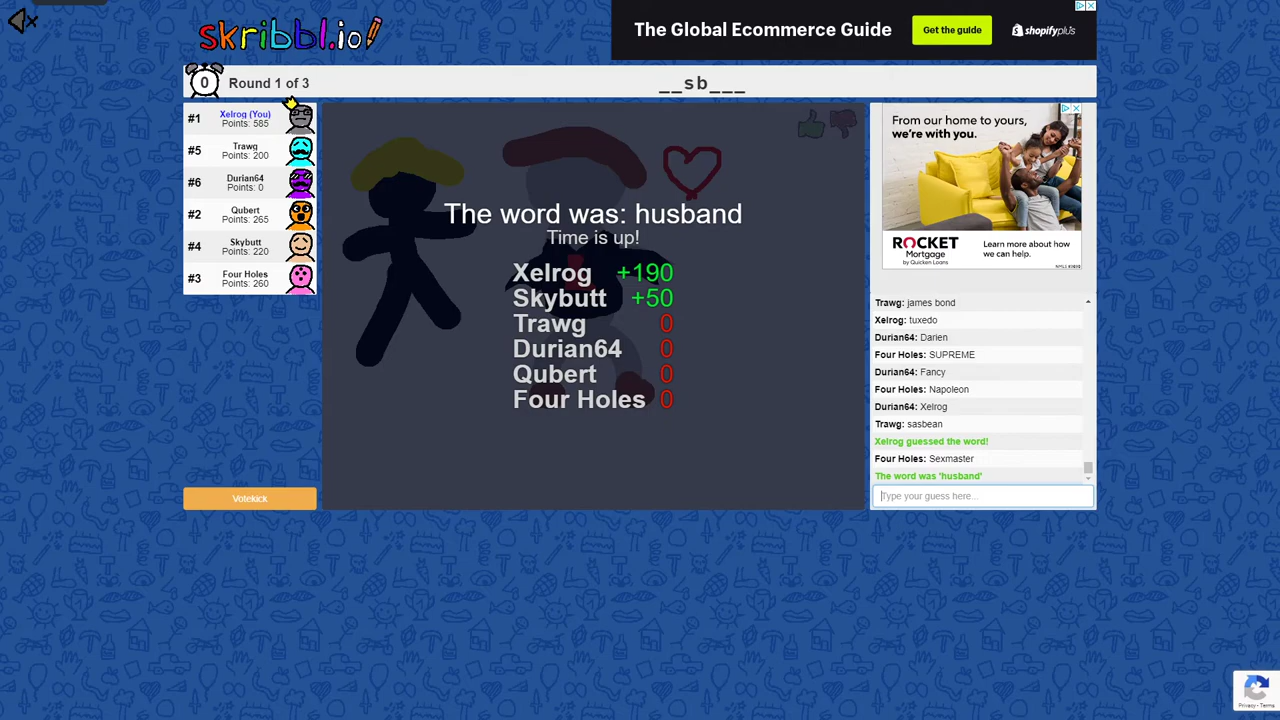 The Global Ecommerce Guide
Get the guide
shopifyplus
skribbl.io
0
Round 1 of 3
__sb___
#1
Xelrog (You)
Points: 585
#5
Trawg
Points: 200
#6
Durian64
Points: 0
#2
Qubert
Points: 265
#4
Skybutt
Points: 220
#3
Four Holes
Points: 260
Votekick
The word was: husband
Time is up!
Xelrog +190
Skybutt +50
Trawg 0
Durian64 0
Qubert 0
Four Holes 0
From our home to yours,
we're with you.
ROCKET
Mortgage
by Quicken Loans
Learn more about how
we can help.
Trawg: james bond
Xelrog: tuxedo
Durian64: Darien
Four Holes: SUPREME
Durian64: Fancy
Four Holes: Napoleon
Durian64: Xelrog
Trawg: sasbean
Xelrog guessed the word!
Four Holes: Sexmaster
The word was 'husband'
Type your guess here...
Privacy - Terms